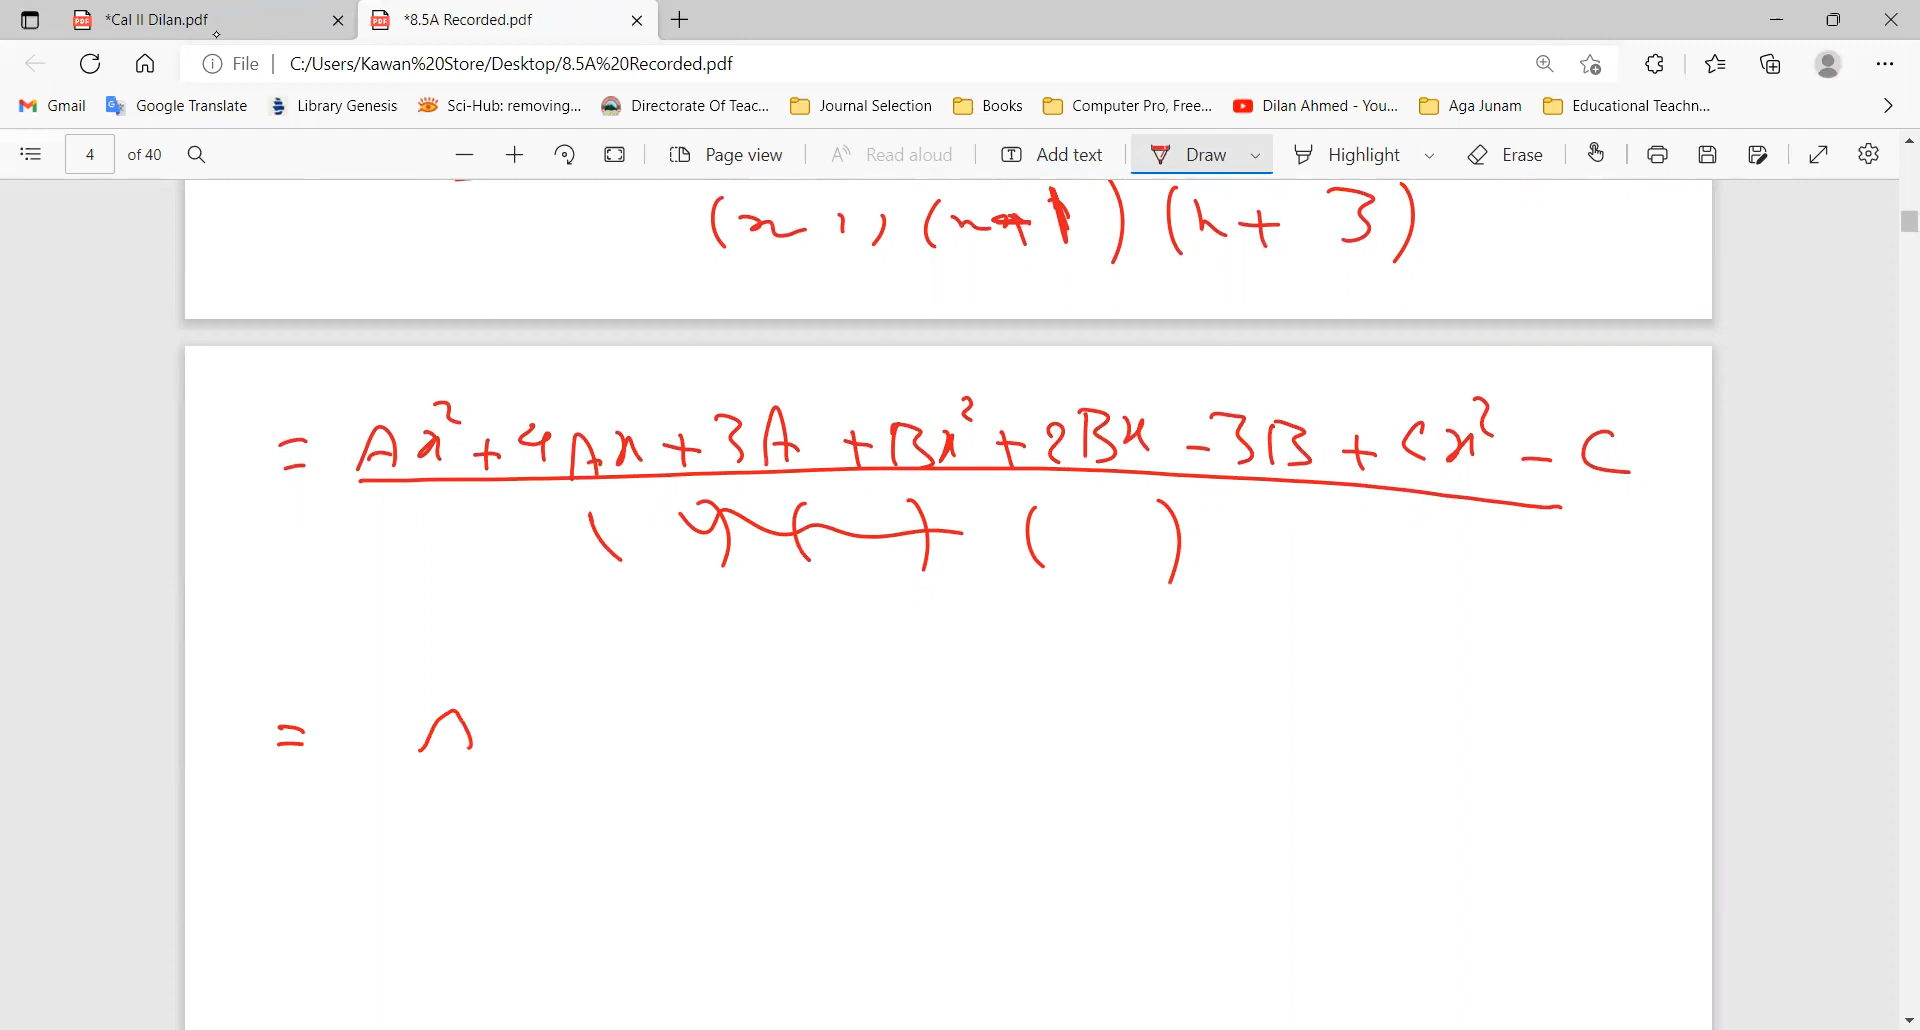 *Cal II Dilan.pdf
*8.5A Recorded.pdf
File
C:/Users/Kawan%20Store/Desktop/8.5A%20Recorded.pdf
Gmail
Google Translate
Library Genesis
Sci-Hub: removing...
Directorate Of Teac...
Journal Selection
Books
Computer Pro, Free...
Dilan Ahmed - You...
Aga Junam
Educational Teachn...
4 of 40
Page view
Read aloud
Add text
Draw
Highlight
Erase
(x+3)
= Ax² + 4Ax + 3A + Bx² + 2Bx - 3B + Cx² - C
( ) ( ) ( )
= A